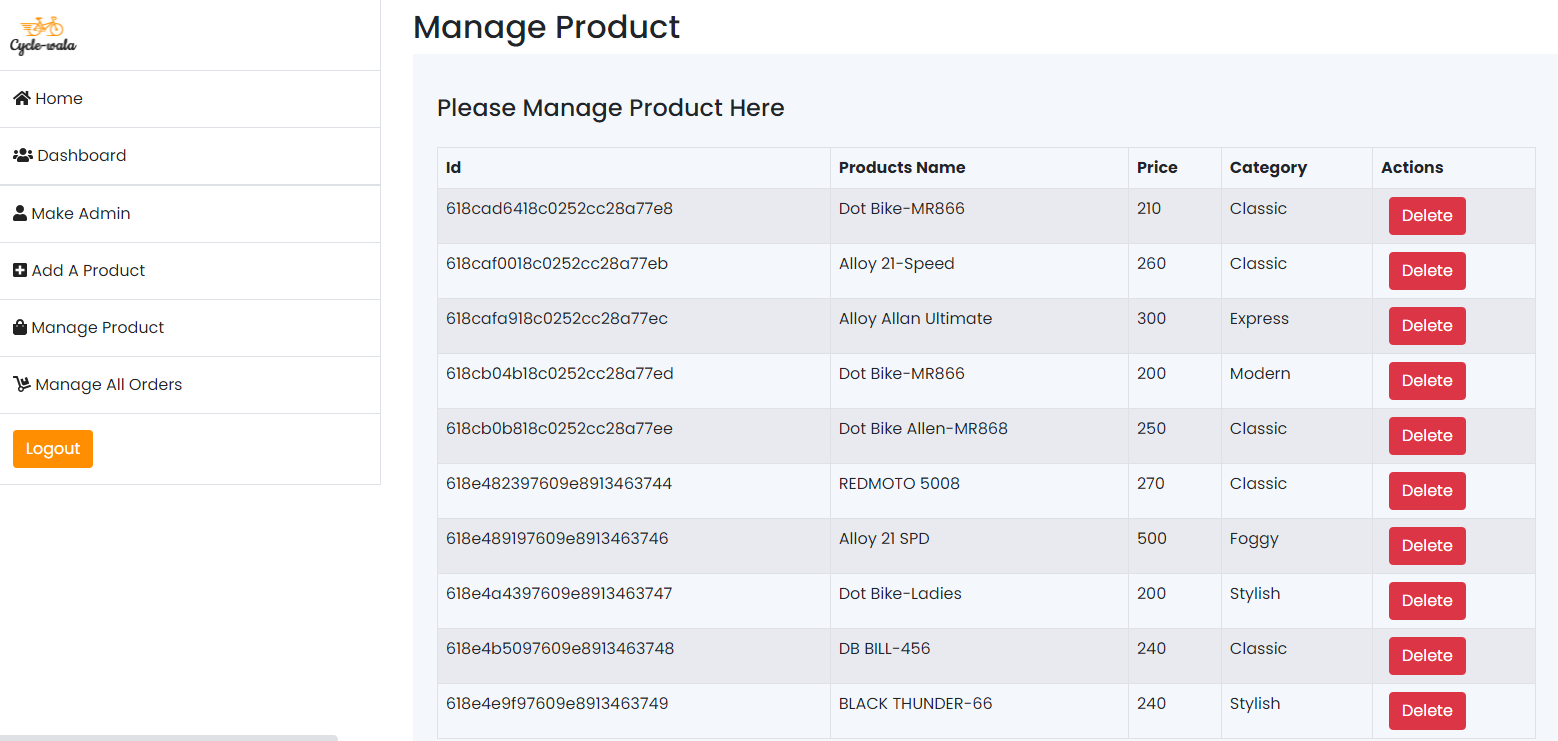 Cycle-wala
Home
Dashboard
Make Admin
Add A Product
Manage Product
Manage All Orders
Logout
Manage Product
Please Manage Product Here
Id Products Name Price Category Actions
618cad6418c0252cc28a77e8 Dot Bike-MR866 210 Classic Delete
618caf0018c0252cc28a77eb Alloy 21-Speed 260 Classic Delete
618cafa918c0252cc28a77ec Alloy Allan Ultimate 300 Express Delete
618cb04b18c0252cc28a77ed Dot Bike-MR866 200 Modern Delete
618cb0b818c0252cc28a77ee Dot Bike Allen-MR868 250 Classic Delete
618e482397609e8913463744 REDMOTO 5008 270 Classic Delete
618e489197609e8913463746 Alloy 21 SPD 500 Foggy Delete
618e4a4397609e8913463747 Dot Bike-Ladies 200 Stylish Delete
618e4b5097609e8913463748 DB BILL-456 240 Classic Delete
618e4e9f97609e8913463749 BLACK THUNDER-66 240 Stylish Delete